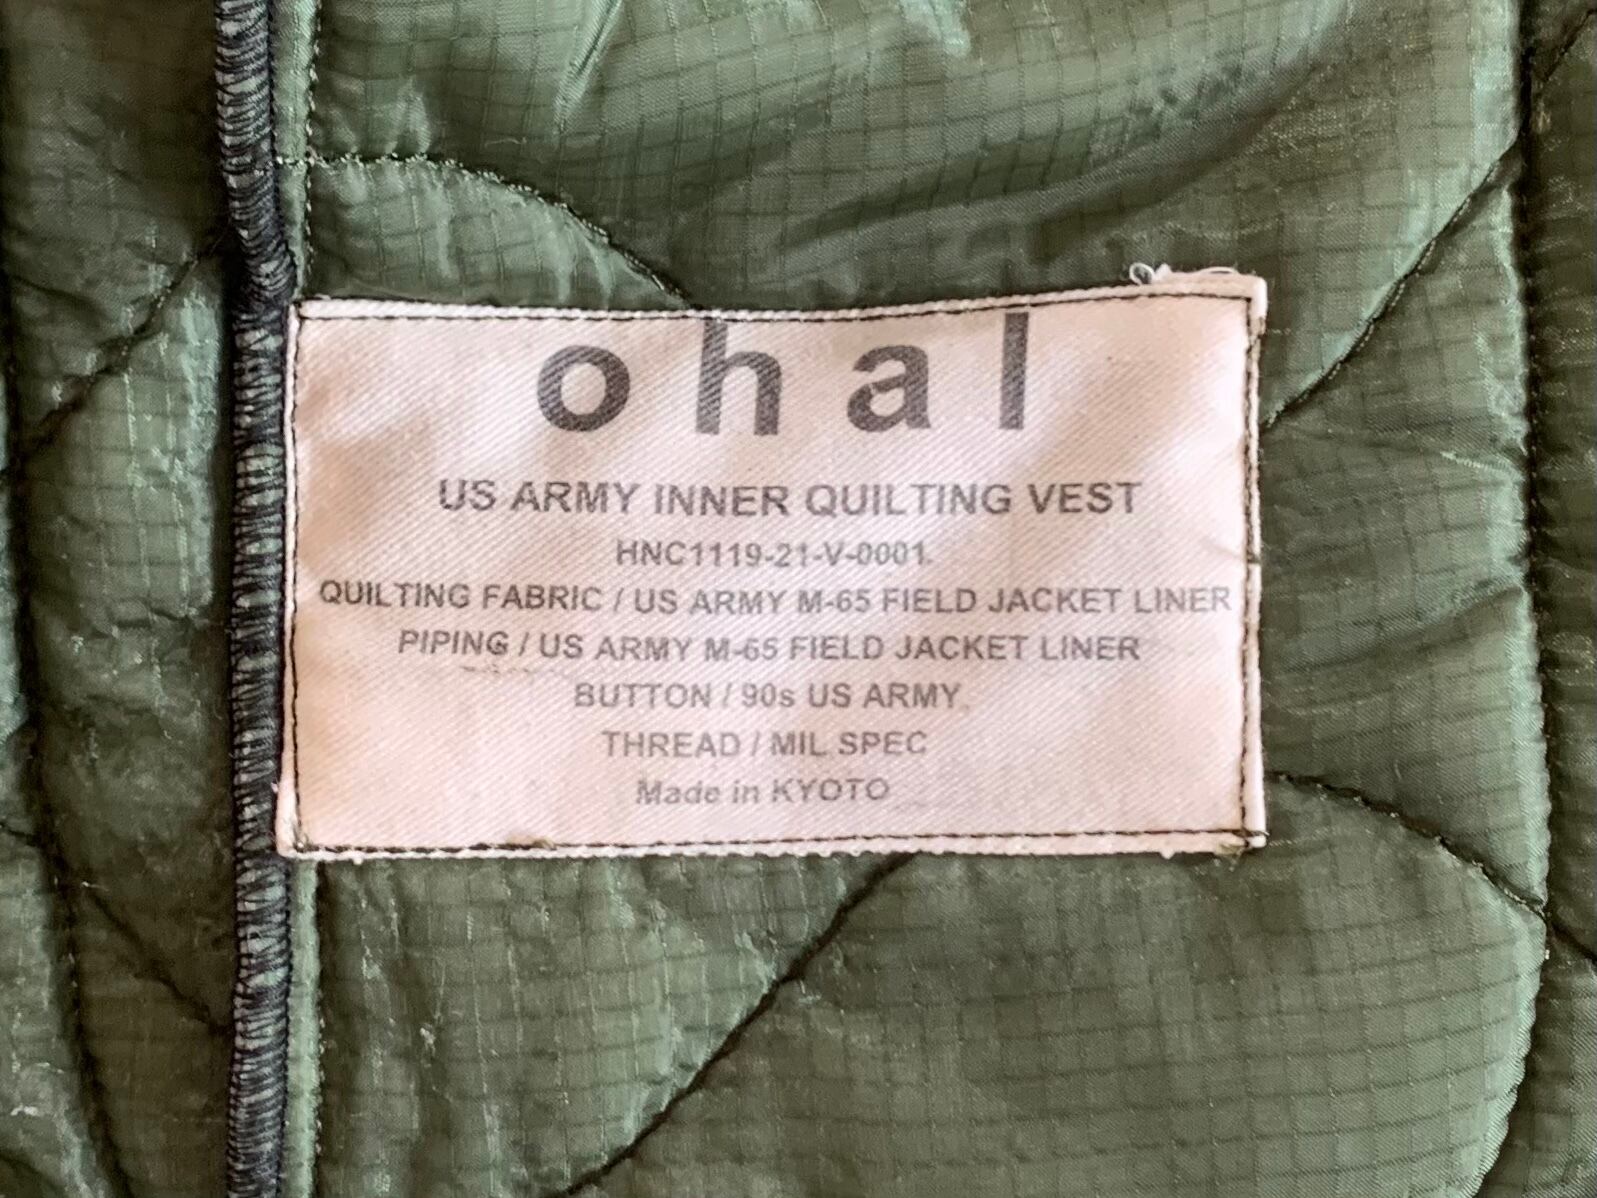 ohal
US ARMY INNER QUILTING VEST
HNC1119-21-V-0001.
QUILTING FABRIC / US ARMY M-65 FIELD JACKET LINER
PIPING / US ARMY M-65 FIELD JACKET LINER
BUTTON / 90s US ARMY
THREAD / MIL SPEC
Made in KYOTO